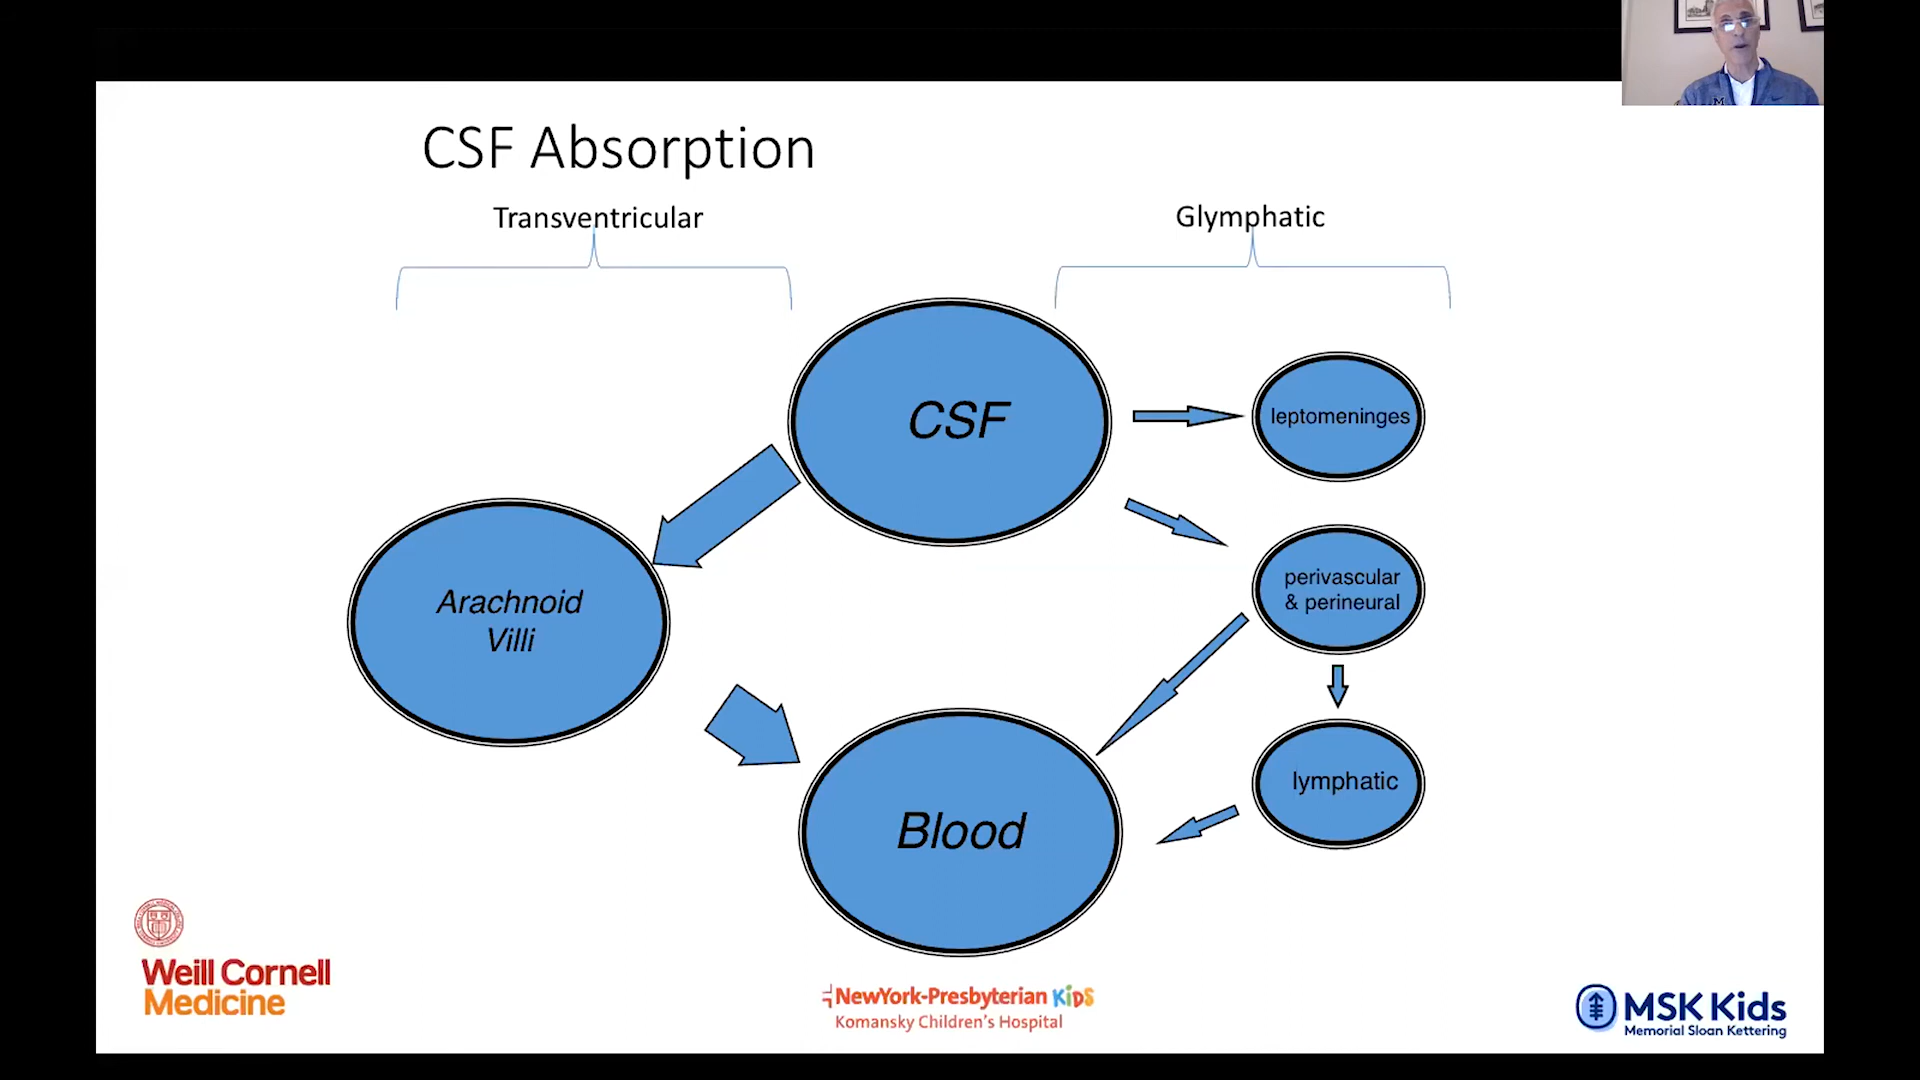 CSF Absorption
Transventricular
Glymphatic
CSF
leptomeninges
Arachnoid
Villi
perivascular
& perineural
lymphatic
Blood
Weill Cornell
Medicine
NewYork-Presbyterian KiDS
Komansky Children's Hospital
MSK Kids
Memorial Sloan Kettering
M